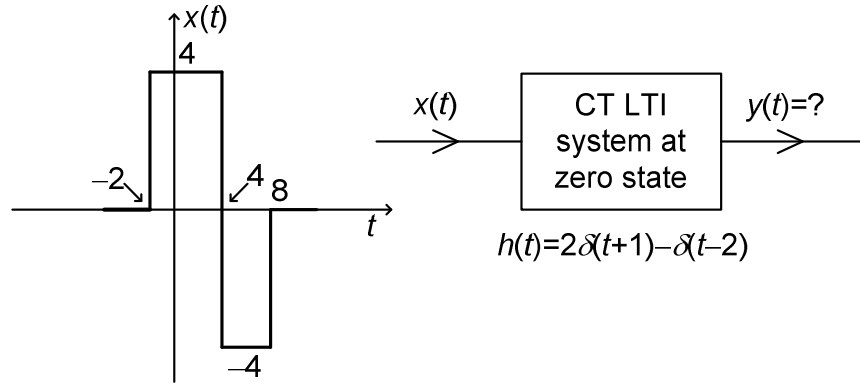 x(t)
4
−2
4
8
t
−4
x(t)
CT LTI
system at
zero state
y(t)=?
h(t)=2δ(t+1)−δ(t−2)